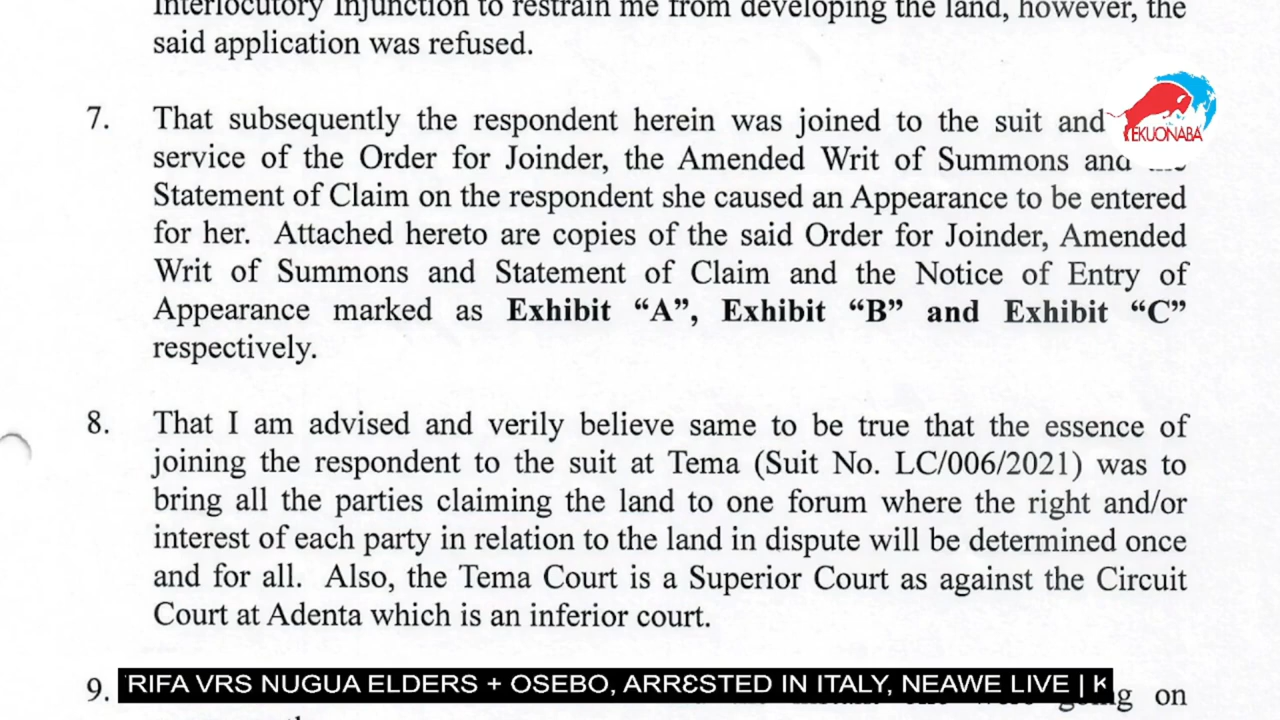 Interlocutory Injunction to restrain me from developing the land, however, the
said application was refused.
7. That subsequently the respondent herein was joined to the suit and
EKUONABA
service of the Order for Joinder, the Amended Writ of Summons and
Statement of Claim on the respondent she caused an Appearance to be entered
for her. Attached hereto are copies of the said Order for Joinder, Amended
Writ of Summons and Statement of Claim and the Notice of Entry of
Appearance marked as Exhibit “A”, Exhibit “B” and Exhibit “C”
respectively.
8. That I am advised and verily believe same to be true that the essence of
joining the respondent to the suit at Tema (Suit No. LC/006/2021) was to
bring all the parties claiming the land to one forum where the right and/or
interest of each party in relation to the land in dispute will be determined once
and for all. Also, the Tema Court is a Superior Court as against the Circuit
Court at Adenta which is an inferior court.
9. going on
RIFA VRS NUGUA ELDERS + OSEBO, ARRƐSTED IN ITALY, NEAWE LIVE | K